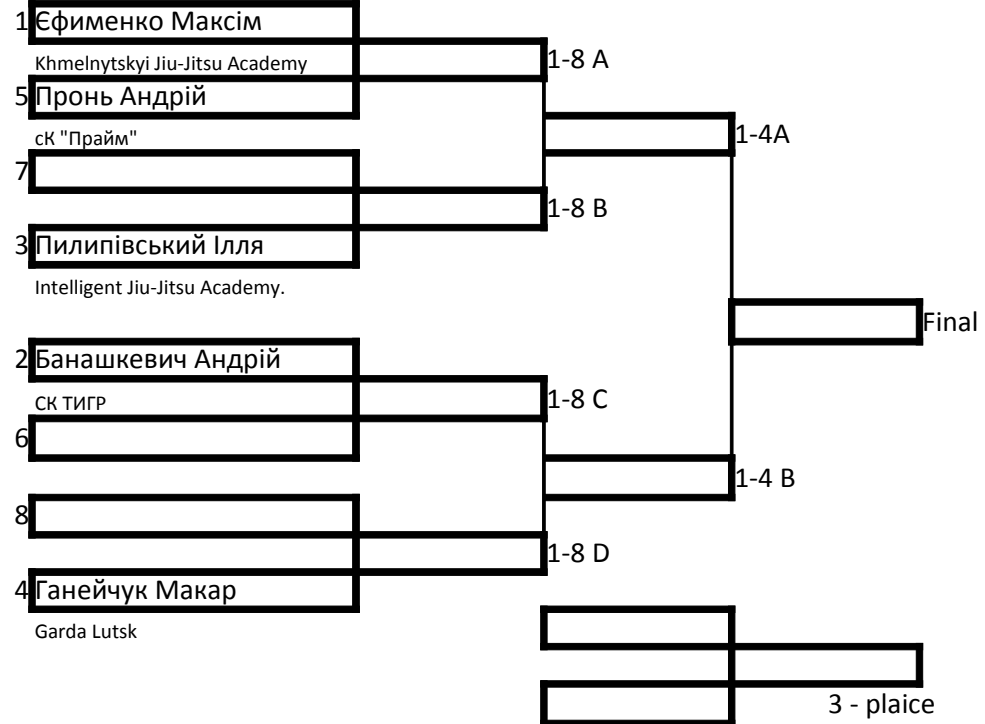 1 Єфименко Максім
Khmelnytskyi Jiu-Jitsu Academy
1-8 A
5 Пронь Андрій
сК "Прайм"
1-4A
7
1-8 B
3 Пилипівський Ілля
Intelligent Jiu-Jitsu Academy.
Final
2 Банашкевич Андрій
СК ТИГР
1-8 C
6
1-4 B
8
1-8 D
4 Ганейчук Макар
Garda Lutsk
3 - plaice